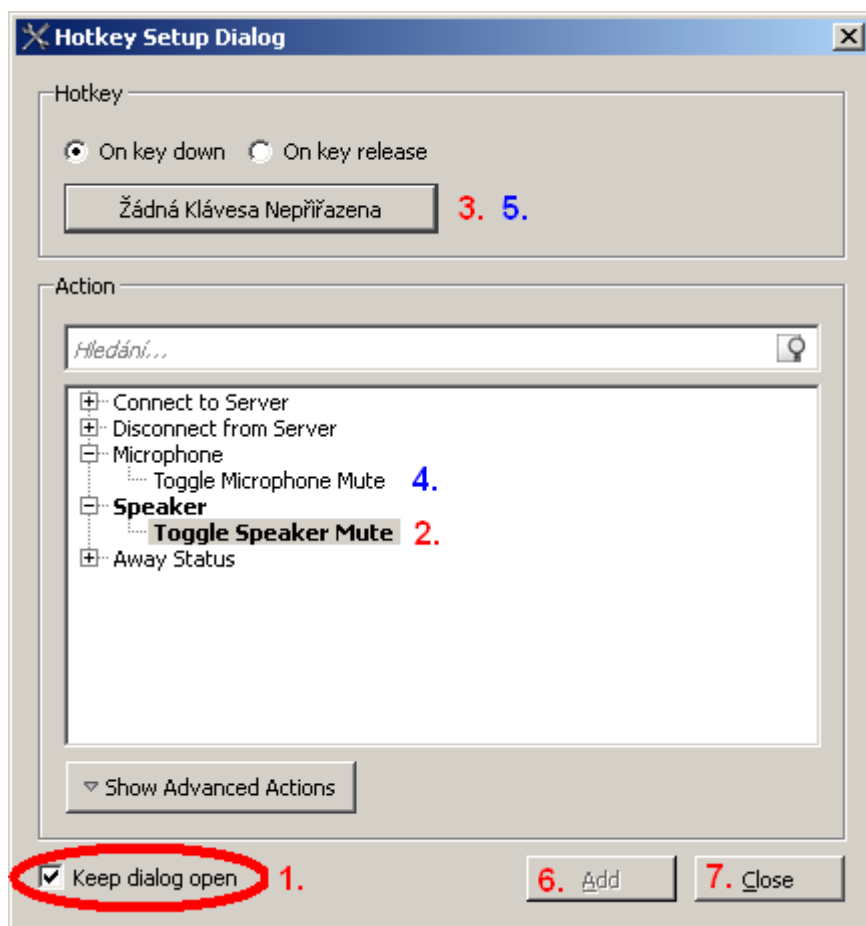 Hotkey Setup Dialog
Hotkey
On key down On key release
Žádná Klávesa Nepřiřazena 3. 5.
Action
Hledání...
Connect to Server
Disconnect from Server
Microphone
Toggle Microphone Mute 4.
Speaker
Toggle Speaker Mute 2.
Away Status
Show Advanced Actions
Keep dialog open 1. 6. Add 7. Close